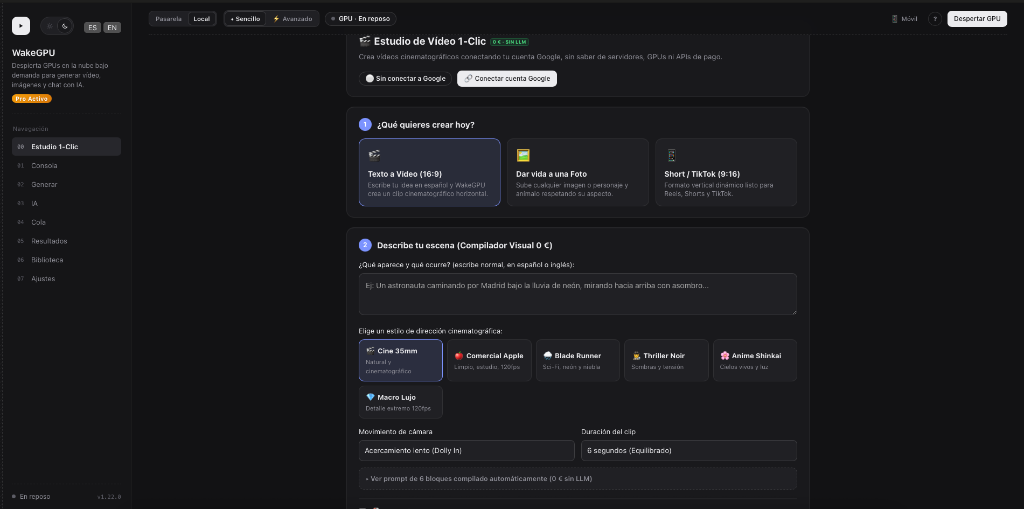 ES EN
WakeGPU
Despierta GPUs en la nube bajo
demanda para generar vídeo,
imágenes y chat con IA.
Pro Activo
Navegación
00 Estudio 1-Clic
01 Consola
02 Generar
03 IA
04 Cola
05 Resultados
06 Biblioteca
07 Ajustes
En reposo v1.22.0
Pasarela Local
Sencillo
Avanzado
GPU · En reposo
Móvil
?
Despertar GPU
Estudio de Vídeo 1-Clic 0 € · SIN LLM
Crea vídeos cinematográficos conectando tu cuenta Google, sin saber de servidores, GPUs ni APIs de pago.
Sin conectar a Google
Conectar cuenta Google
1 ¿Qué quieres crear hoy?
Texto a Vídeo (16:9)
Escribe tu idea en español y WakeGPU
crea un clip cinematográfico horizontal.
Dar vida a una Foto
Sube cualquier imagen o personaje y
anímalo respetando su aspecto.
Short / TikTok (9:16)
Formato vertical dinámico listo para
Reels, Shorts y TikTok.
2 Describe tu escena (Compilador Visual 0 €)
¿Qué aparece y qué ocurre? (escribe normal, en español o inglés):
Ej: Un astronauta caminando por Madrid bajo la lluvia de neón, mirando hacia arriba con asombro...
Elige un estilo de dirección cinematográfica:
Cine 35mm
Natural y
cinematográfico
Comercial Apple
Limpio, estudio, 120fps
Blade Runner
Sci-Fi, neón y niebla
Thriller Noir
Sombras y tensión
Anime Shinkai
Cielos vivos y luz
Macro Lujo
Detalle extremo 120fps
Movimiento de cámara
Acercamiento lento (Dolly In)
Duración del clip
6 segundos (Equilibrado)
Ver prompt de 6 bloques compilado automáticamente (0 € sin LLM)